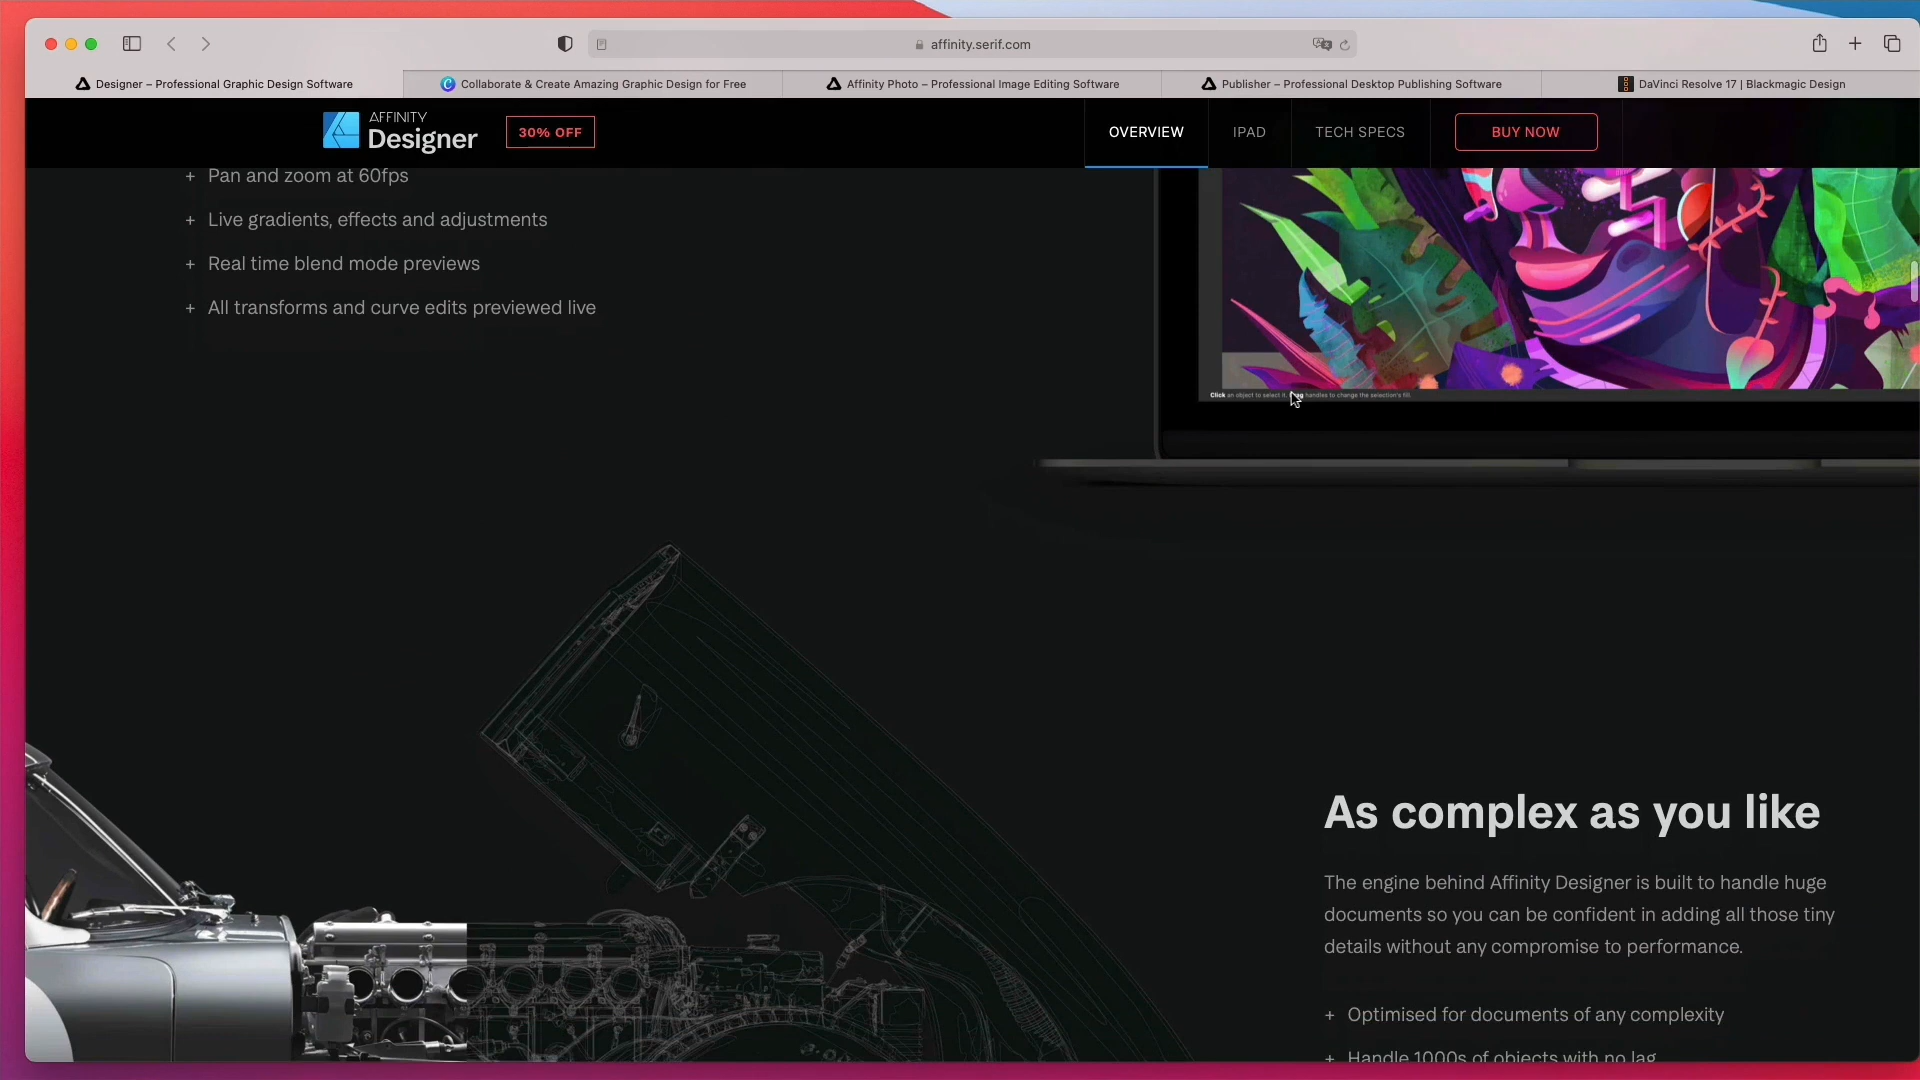 affinity.serif.com
Designer – Professional Graphic Design Software
Collaborate & Create Amazing Graphic Design for Free
Affinity Photo – Professional Image Editing Software
Publisher – Professional Desktop Publishing Software
DaVinci Resolve 17 | Blackmagic Design
AFFINITY
Designer
30% OFF
OVERVIEW
IPAD
TECH SPECS
BUY NOW
+ Pan and zoom at 60fps
+ Live gradients, effects and adjustments
+ Real time blend mode previews
+ All transforms and curve edits previewed live
Click an object to select it. handles to change the selection's fill.
As complex as you like
The engine behind Affinity Designer is built to handle huge
documents so you can be confident in adding all those tiny
details without any compromise to performance.
+ Optimised for documents of any complexity
+ Handle 1000s of objects with no lag